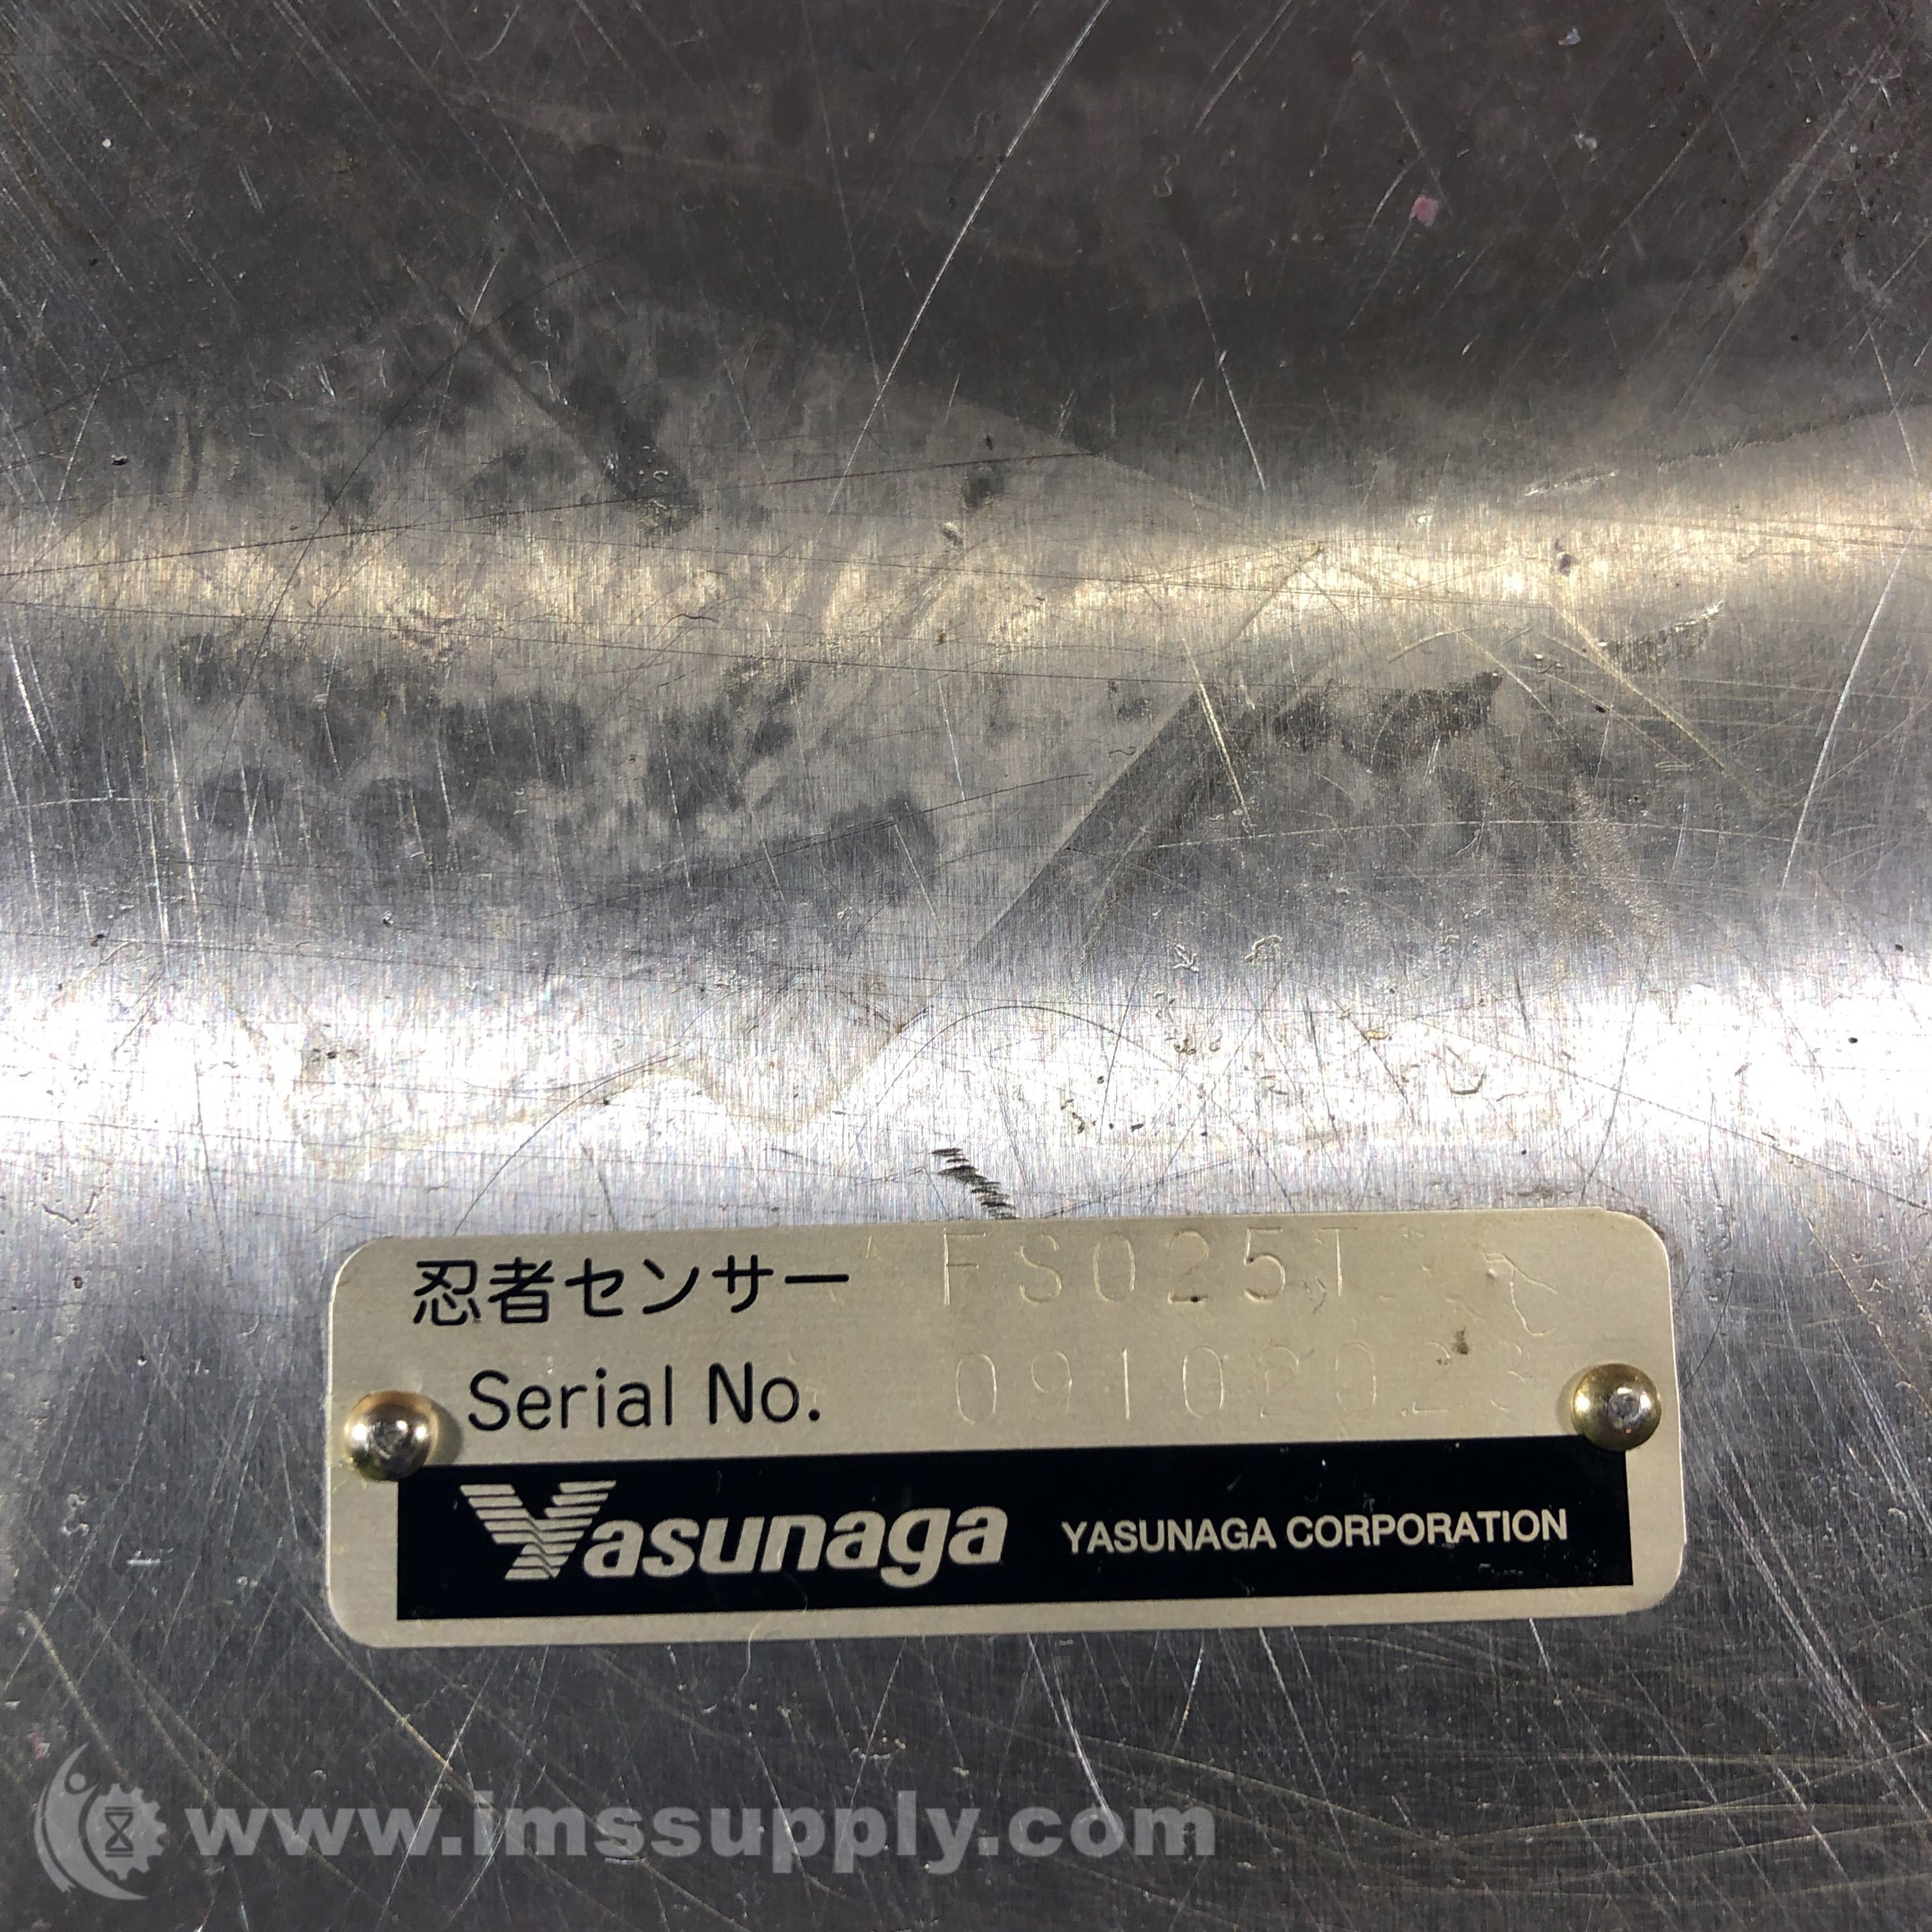 忍者センサー FS025T
Serial No. 09102023
Yasunaga YASUNAGA CORPORATION
www.imssupply.com